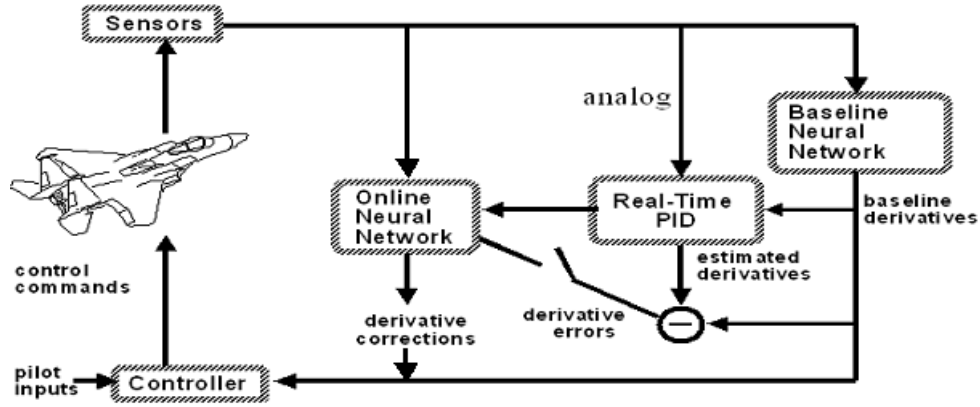 Sensors
analog
Baseline
Neural
Network
Online
Neural
Network
Real-Time
PID
baseline
derivatives
estimated
derivatives
control
commands
derivative
corrections
derivative
errors
—
pilot
inputs
Controller